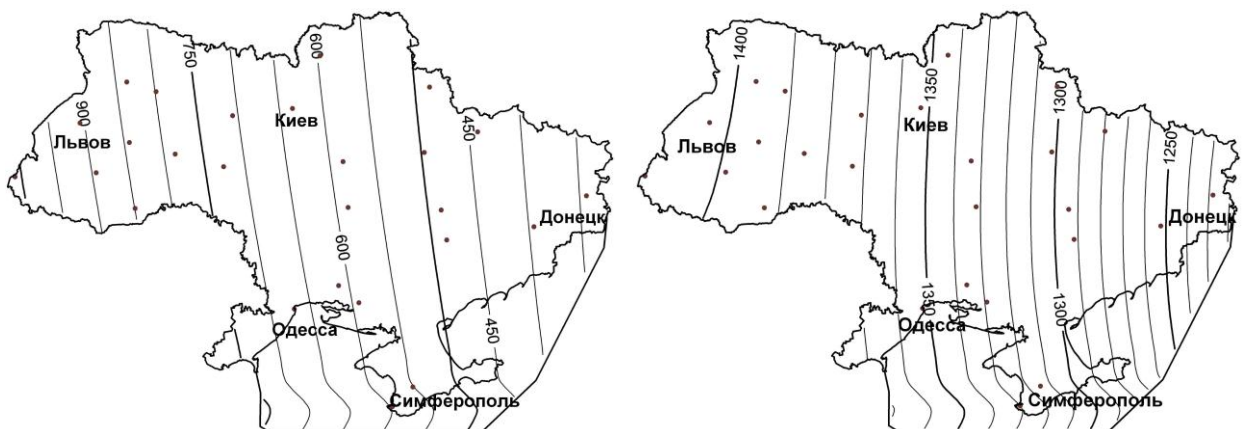 600
750
900
Киев
450
Львов
Донецк
600
Одесса
450
Симферополь
1400
1350
1300
Киев
Львов
1250
Донецк
1350
1300
Одесса
Симферополь